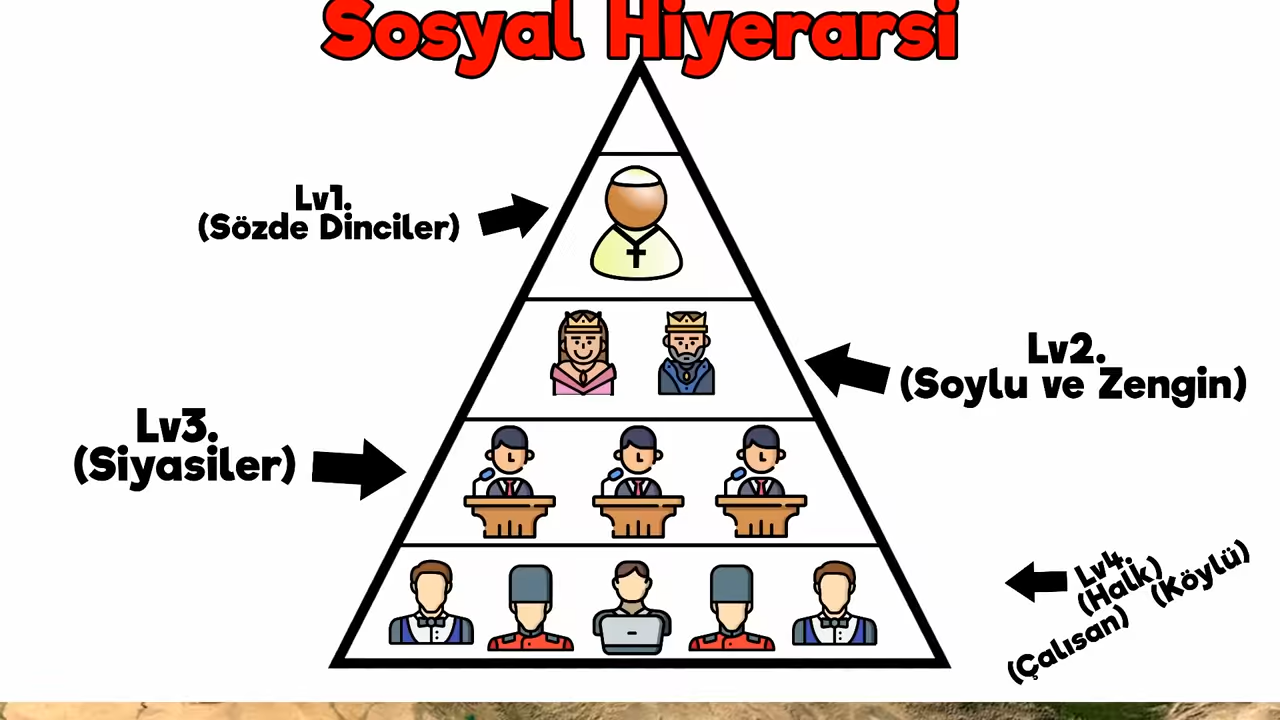 Sosyal Hiyerarsi
Lv1.
(Sözde Dinciler)
Lv2.
(Soylu ve Zengin)
Lv3.
(Siyasiler)
Lv4.
(Halk) (Köylü)
(Çalısan)